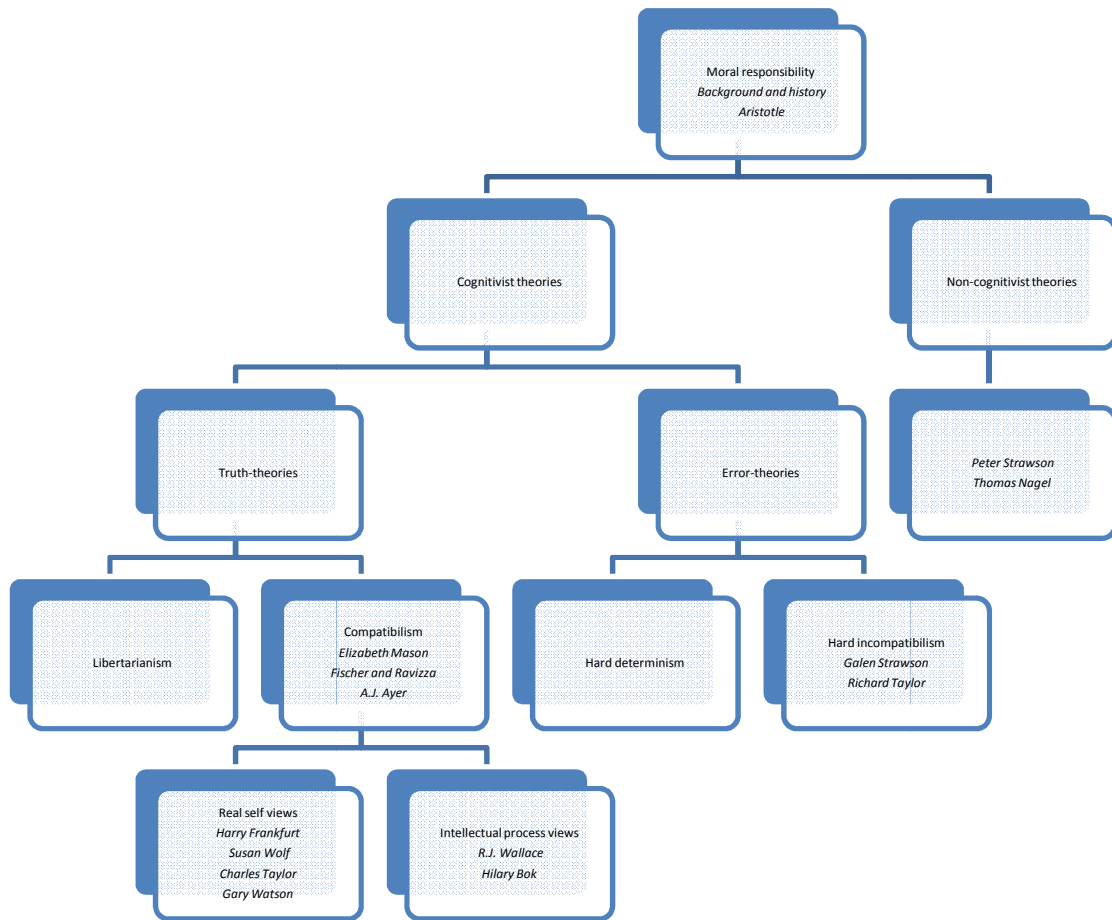 Moral responsibility
Background and history
Aristotle
Cognitivist theories
Non-cognitivist theories
Truth-theories
Error-theories
Peter Strawson
Thomas Nagel
Libertarianism
Compatibilism
Elizabeth Mason
Fischer and Ravizza
A.J. Ayer
Hard determinism
Hard incompatibilism
Galen Strawson
Richard Taylor
Real self views
Harry Frankfurt
Susan Wolf
Charles Taylor
Gary Watson
Intellectual process views
R.J. Wallace
Hilary Bok